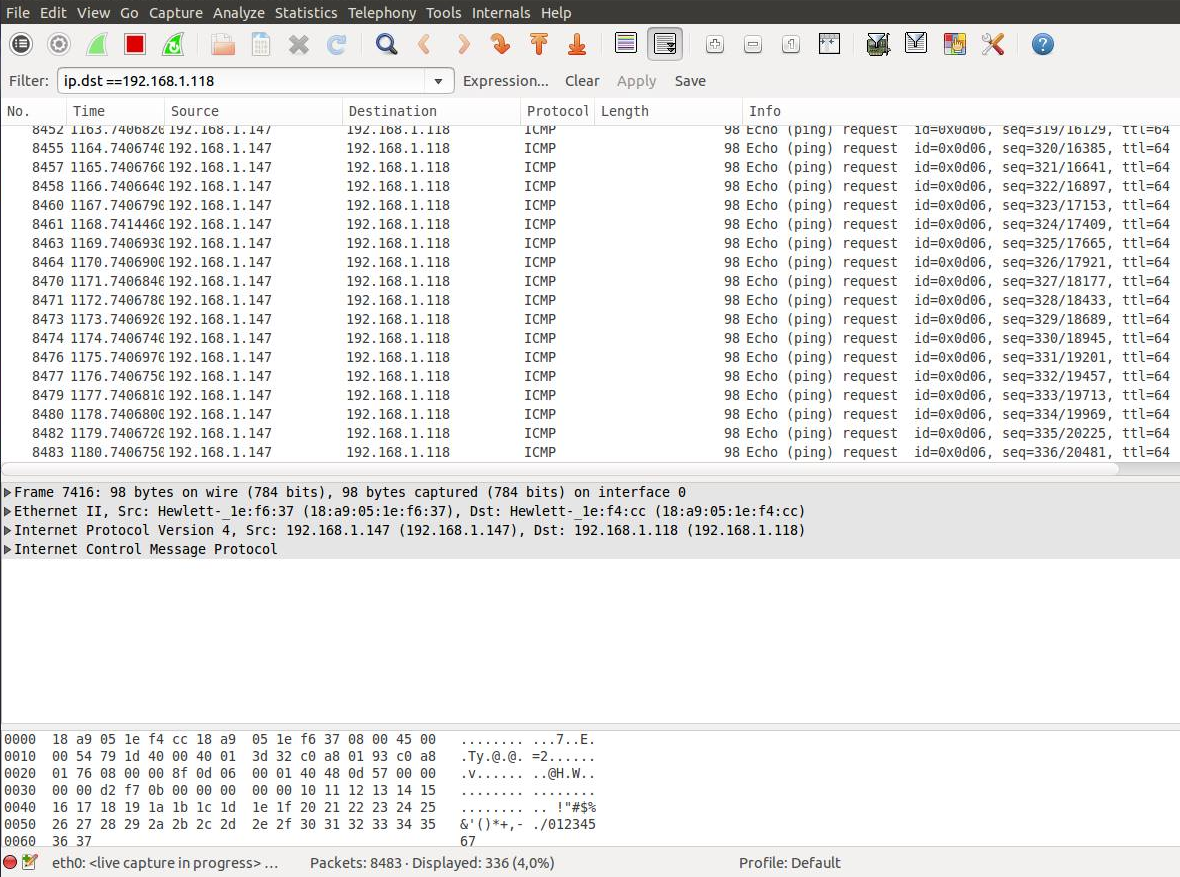 File Edit View Go Capture Analyze Statistics Telephony Tools Internals Help
Filter: ip.dst ==192.168.1.118 Expression... Clear Apply Save
No. Time Source Destination Protocol Length Info
8452 1163.7406820 192.168.1.147 192.168.1.118 ICMP 98 Echo (ping) request id=0x0d06, seq=319/16129, ttl=64
8455 1164.7406740 192.168.1.147 192.168.1.118 ICMP 98 Echo (ping) request id=0x0d06, seq=320/16385, ttl=64
8457 1165.7406760 192.168.1.147 192.168.1.118 ICMP 98 Echo (ping) request id=0x0d06, seq=321/16641, ttl=64
8458 1166.7406640 192.168.1.147 192.168.1.118 ICMP 98 Echo (ping) request id=0x0d06, seq=322/16897, ttl=64
8460 1167.7406790 192.168.1.147 192.168.1.118 ICMP 98 Echo (ping) request id=0x0d06, seq=323/17153, ttl=64
8461 1168.7414460 192.168.1.147 192.168.1.118 ICMP 98 Echo (ping) request id=0x0d06, seq=324/17409, ttl=64
8463 1169.7406930 192.168.1.147 192.168.1.118 ICMP 98 Echo (ping) request id=0x0d06, seq=325/17665, ttl=64
8464 1170.7406900 192.168.1.147 192.168.1.118 ICMP 98 Echo (ping) request id=0x0d06, seq=326/17921, ttl=64
8470 1171.7406840 192.168.1.147 192.168.1.118 ICMP 98 Echo (ping) request id=0x0d06, seq=327/18177, ttl=64
8471 1172.7406780 192.168.1.147 192.168.1.118 ICMP 98 Echo (ping) request id=0x0d06, seq=328/18433, ttl=64
8473 1173.7406920 192.168.1.147 192.168.1.118 ICMP 98 Echo (ping) request id=0x0d06, seq=329/18689, ttl=64
8474 1174.7406740 192.168.1.147 192.168.1.118 ICMP 98 Echo (ping) request id=0x0d06, seq=330/18945, ttl=64
8476 1175.7406970 192.168.1.147 192.168.1.118 ICMP 98 Echo (ping) request id=0x0d06, seq=331/19201, ttl=64
8477 1176.7406750 192.168.1.147 192.168.1.118 ICMP 98 Echo (ping) request id=0x0d06, seq=332/19457, ttl=64
8479 1177.7406810 192.168.1.147 192.168.1.118 ICMP 98 Echo (ping) request id=0x0d06, seq=333/19713, ttl=64
8480 1178.7406800 192.168.1.147 192.168.1.118 ICMP 98 Echo (ping) request id=0x0d06, seq=334/19969, ttl=64
8482 1179.7406720 192.168.1.147 192.168.1.118 ICMP 98 Echo (ping) request id=0x0d06, seq=335/20225, ttl=64
8483 1180.7406750 192.168.1.147 192.168.1.118 ICMP 98 Echo (ping) request id=0x0d06, seq=336/20481, ttl=64
Frame 7416: 98 bytes on wire (784 bits), 98 bytes captured (784 bits) on interface 0
Ethernet II, Src: Hewlett-_1e:f6:37 (18:a9:05:1e:f6:37), Dst: Hewlett-_1e:f4:cc (18:a9:05:1e:f4:cc)
Internet Protocol Version 4, Src: 192.168.1.147 (192.168.1.147), Dst: 192.168.1.118 (192.168.1.118)
Internet Control Message Protocol
0000 18 a9 05 1e f4 cc 18 a9 05 1e f6 37 08 00 45 00 ........ ...7..E.
0010 00 54 79 1d 40 00 40 01 3d 32 c0 a8 01 93 c0 a8 .Ty.@.@. =2......
0020 01 76 08 00 00 8f 0d 06 00 01 40 48 0d 57 00 00 .v...... ..@H.W..
0030 00 00 d2 f7 0b 00 00 00 00 00 10 11 12 13 14 15 ........ ........
0040 16 17 18 19 1a 1b 1c 1d 1e 1f 20 21 22 23 24 25 ........ .. !"#$%
0050 26 27 28 29 2a 2b 2c 2d 2e 2f 30 31 32 33 34 35 &'()*+,- ./012345
0060 36 37 67
eth0: <live capture in progress> ... Packets: 8483 · Displayed: 336 (4,0%) Profile: Default